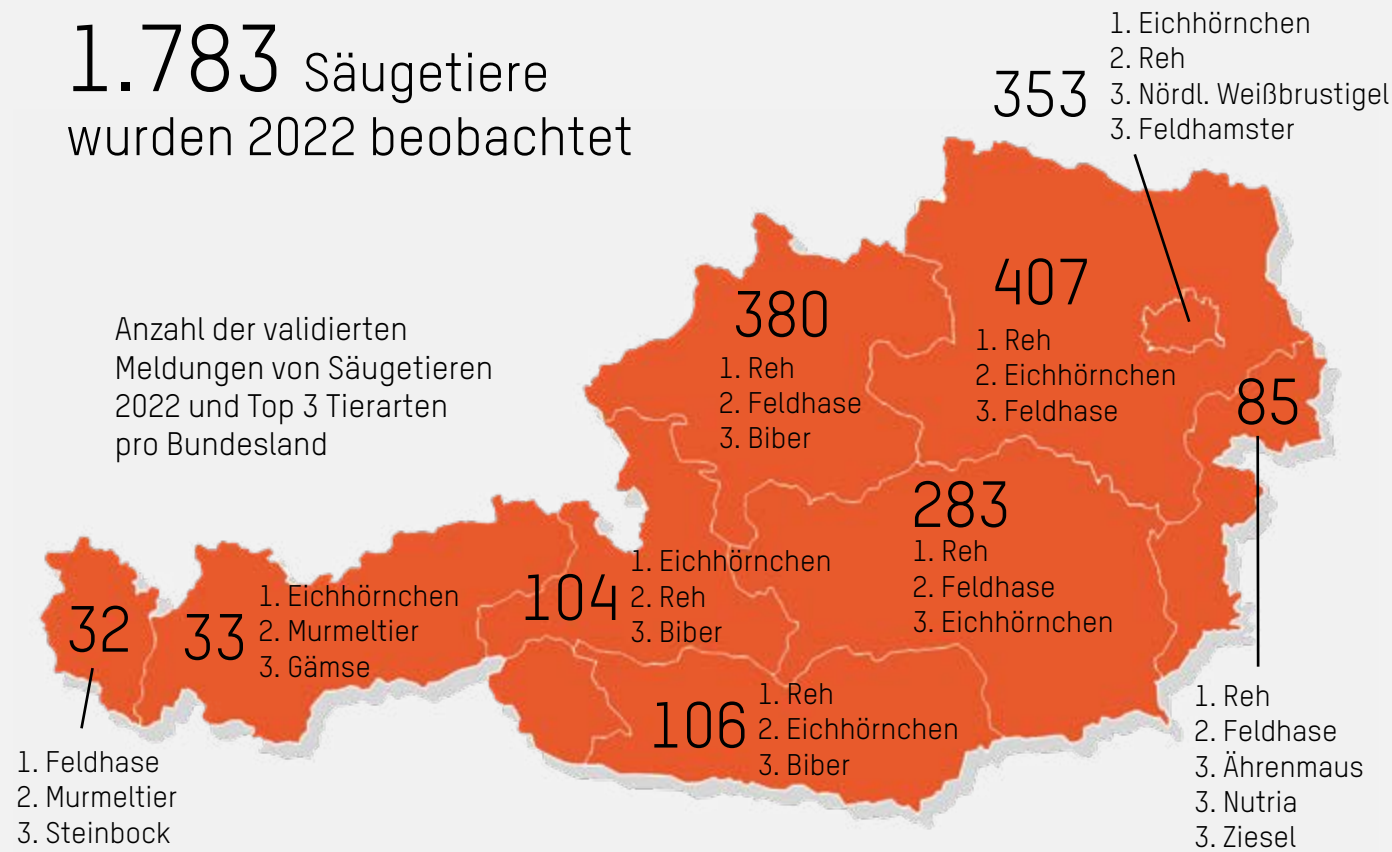 1.783 Säugetiere
wurden 2022 beobachtet
Anzahl der validierten
Meldungen von Säugetieren
2022 und Top 3 Tierarten
pro Bundesland
353
1. Eichhörnchen
2. Reh
3. Nördl. Weißbrustigel
3. Feldhamster
380
1. Reh
2. Feldhase
3. Biber
407
1. Reh
2. Eichhörnchen
3. Feldhase
85
1. Reh
2. Feldhase
3. Ährenmaus
3. Nutria
3. Ziesel
283
1. Reh
2. Feldhase
3. Eichhörnchen
104
1. Eichhörnchen
2. Reh
3. Biber
106
1. Reh
2. Eichhörnchen
3. Biber
33
1. Eichhörnchen
2. Murmeltier
3. Gämse
32
1. Feldhase
2. Murmeltier
3. Steinbock